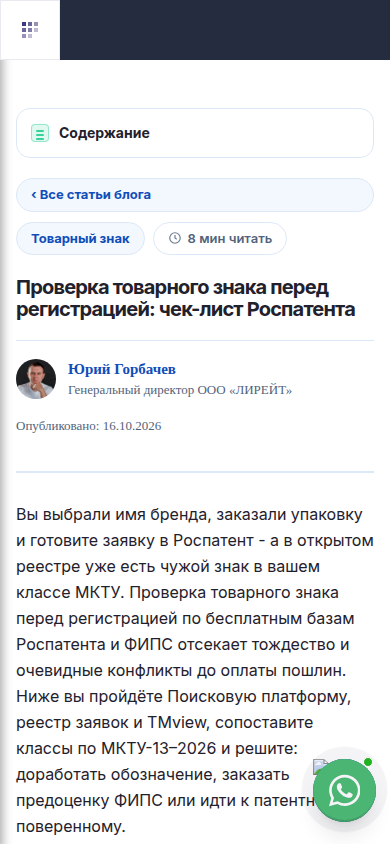 Содержание
‹ Все статьи блога
Товарный знак
8 мин читать
Проверка товарного знака перед
регистрацией: чек-лист Роспатента
Юрий Горбачев
Генеральный директор ООО «ЛИРЕЙТ»
Опубликовано: 16.10.2026
Вы выбрали имя бренда, заказали упаковку
и готовите заявку в Роспатент - а в открытом
реестре уже есть чужой знак в вашем
классе МКТУ. Проверка товарного знака
перед регистрацией по бесплатным базам
Роспатента и ФИПС отсекает тождество и
очевидные конфликты до оплаты пошлин.
Ниже вы пройдёте Поисковую платформу,
реестр заявок и TMview, сопоставите
классы по МКТУ-13–2026 и решите:
доработать обозначение, заказать
предоценку ФИПС или идти к
поверенному.